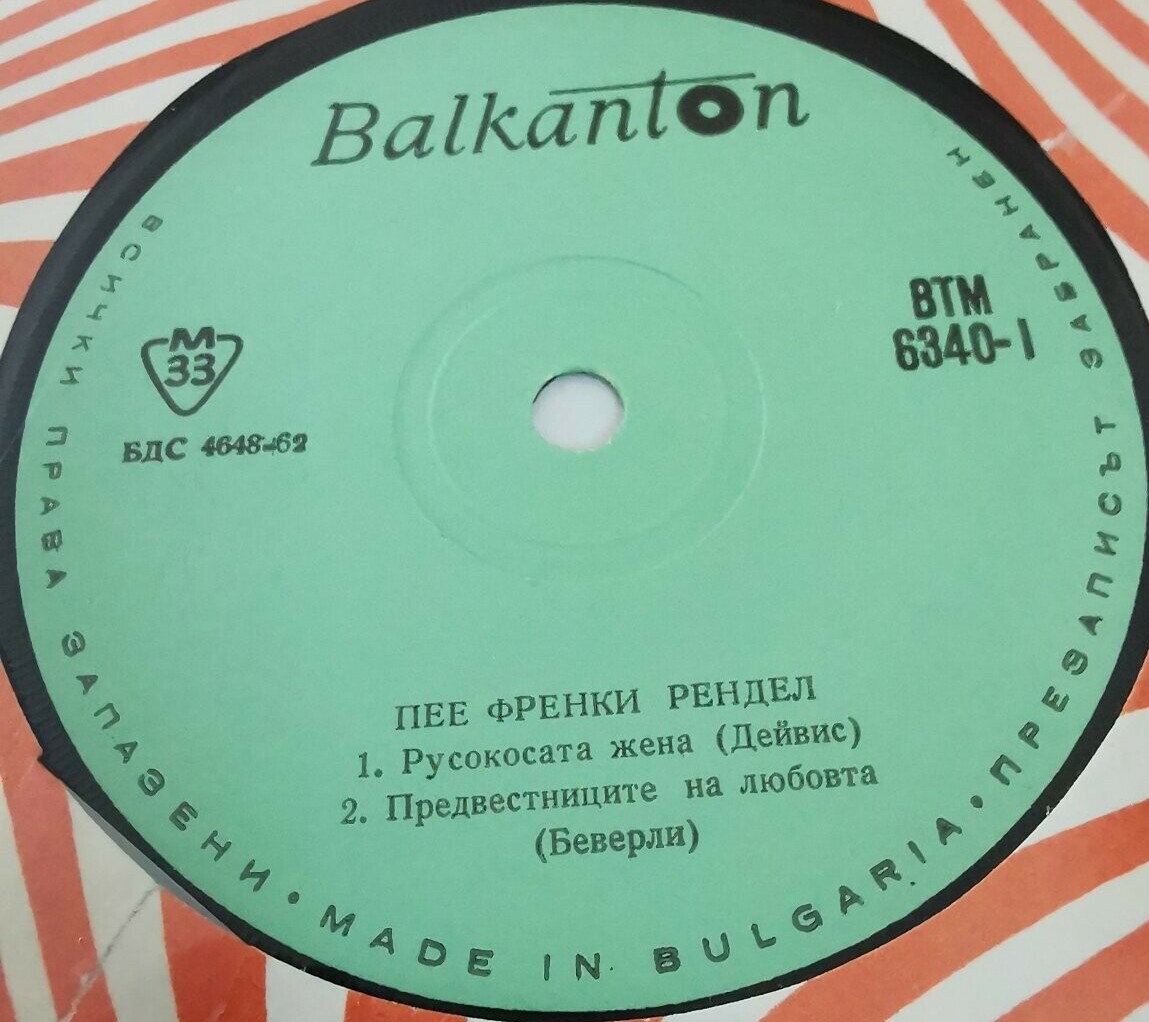 Balkanton
ВСИЧКИ ПРАВА ЗАПАЗЕНИ • MADE IN BULGARIA • ПРЕЗАПИСЪТ ЗАБРАНЕН
М
33
БДС 4648-62
ВТМ
6340-I
ПЕЕ ФРЕНКИ РЕНДЕЛ
1. Русокосата жена (Дейвис)
2. Предвестниците на любовта
(Беверли)